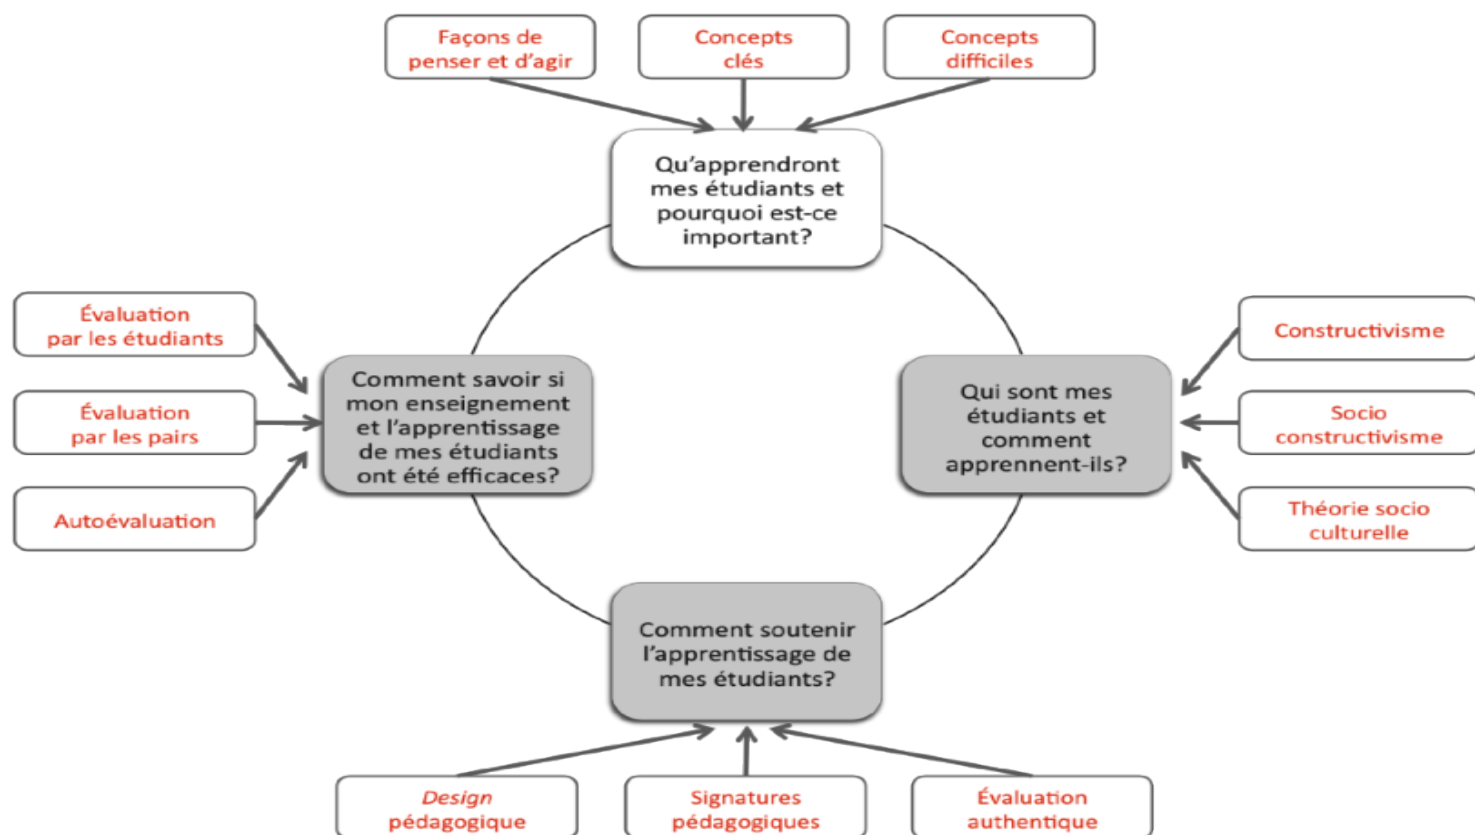 Façons de
penser et d'agir
Concepts
clés
Concepts
difficiles
Qu'apprendront
mes étudiants et
pourquoi est-ce
important?
Évaluation
par les étudiants
Évaluation
par les pairs
Autoévaluation
Comment savoir si
mon enseignement
et l'apprentissage
de mes étudiants
ont été efficaces?
Qui sont mes
étudiants et
comment
apprennent-ils?
Constructivisme
Socio
constructivisme
Théorie socio
culturelle
Comment soutenir
l'apprentissage de
mes étudiants?
Design
pédagogique
Signatures
pédagogiques
Évaluation
authentique